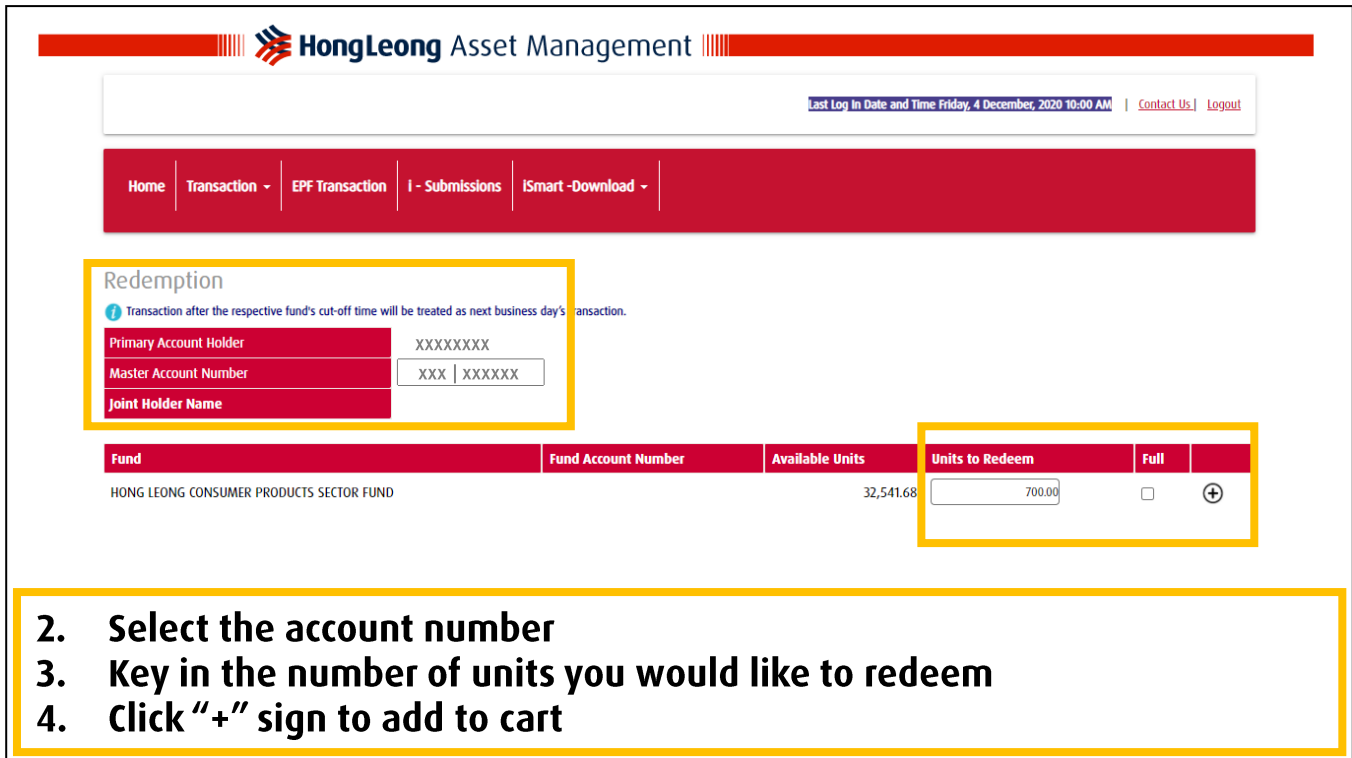 HongLeong Asset Management
Last Log In Date and Time Friday, 4 December, 2020 10:00 AM | Contact Us | Logout
Home Transaction EPF Transaction i - Submissions iSmart -Download
Redemption
Transaction after the respective fund's cut-off time will be treated as next business day's transaction.
Primary Account Holder XXXXXXXX
Master Account Number XXX | XXXXXX
Joint Holder Name
Fund Fund Account Number Available Units Units to Redeem Full
HONG LEONG CONSUMER PRODUCTS SECTOR FUND 32,541.68 700.00
2. Select the account number
3. Key in the number of units you would like to redeem
4. Click “+” sign to add to cart